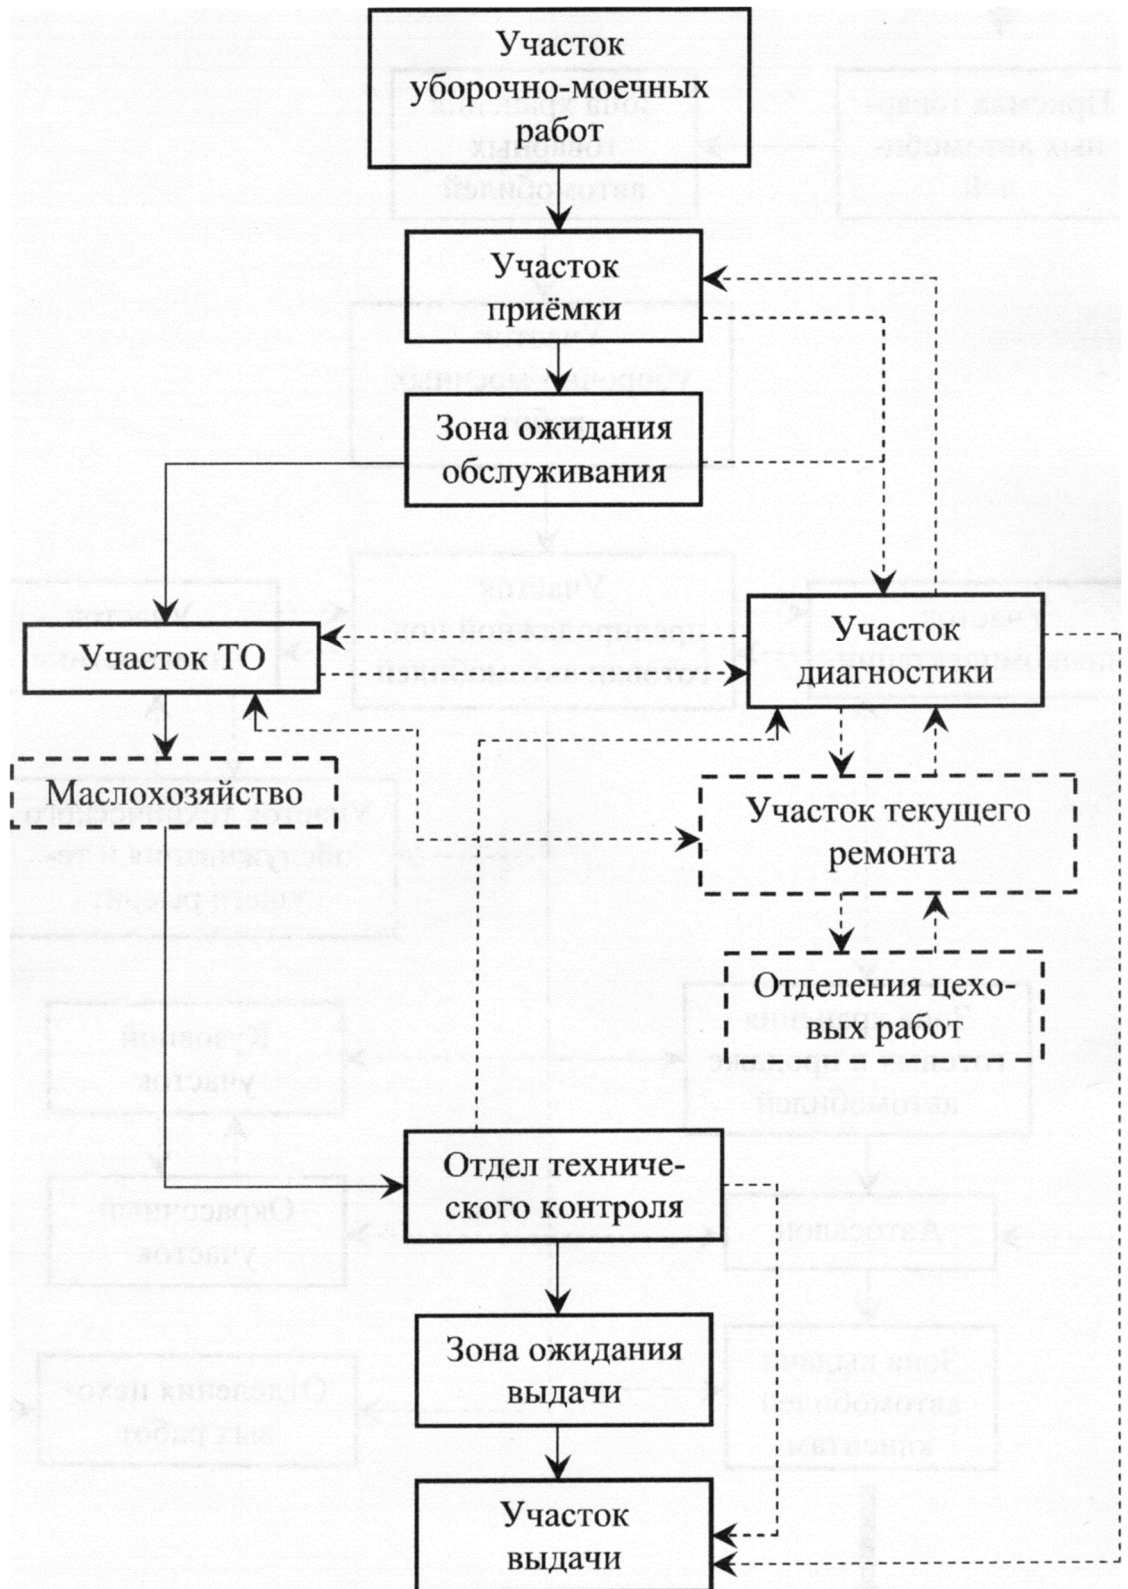 Участок
уборочно-моечных
работ
Участок
приёмки
Зона ожидания
обслуживания
Участок ТО
Участок
диагностики
Маслохозяйство
Участок текущего
ремонта
Отделения цехо-
вых работ
Отдел техниче-
ского контроля
Зона ожидания
выдачи
Участок
выдачи